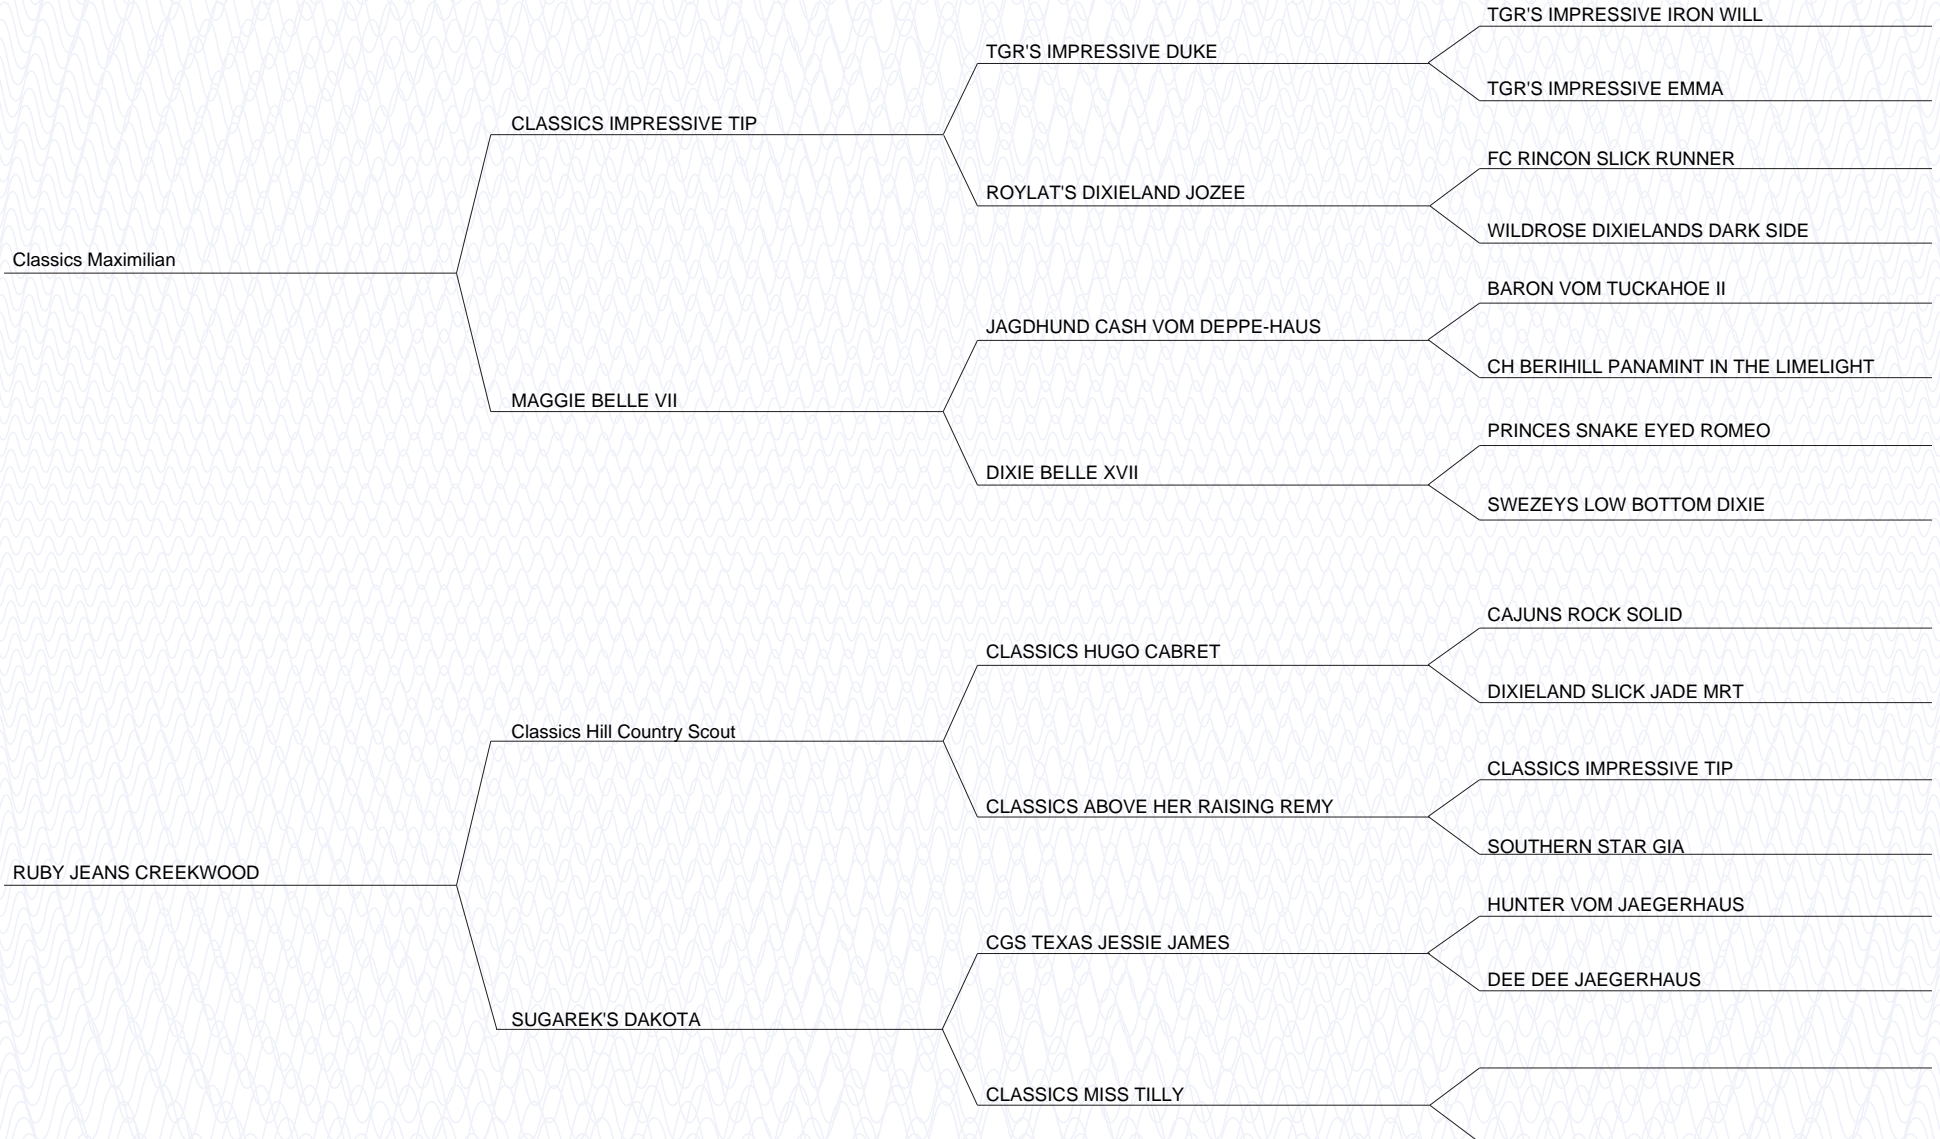 TGR'S IMPRESSIVE IRON WILL
TGR'S IMPRESSIVE DUKE
TGR'S IMPRESSIVE EMMA
CLASSICS IMPRESSIVE TIP
FC RINCON SLICK RUNNER
ROYLAT'S DIXIELAND JOZEE
WILDROSE DIXIELANDS DARK SIDE
Classics Maximilian
BARON VOM TUCKAHOE II
JAGDHUND CASH VOM DEPPE-HAUS
CH BERIHILL PANAMINT IN THE LIMELIGHT
MAGGIE BELLE VII
PRINCES SNAKE EYED ROMEO
DIXIE BELLE XVII
SWEZEYS LOW BOTTOM DIXIE
CAJUNS ROCK SOLID
CLASSICS HUGO CABRET
DIXIELAND SLICK JADE MRT
Classics Hill Country Scout
CLASSICS IMPRESSIVE TIP
CLASSICS ABOVE HER RAISING REMY
SOUTHERN STAR GIA
RUBY JEANS CREEKWOOD
HUNTER VOM JAEGERHAUS
CGS TEXAS JESSIE JAMES
DEE DEE JAEGERHAUS
SUGAREK'S DAKOTA
CLASSICS MISS TILLY